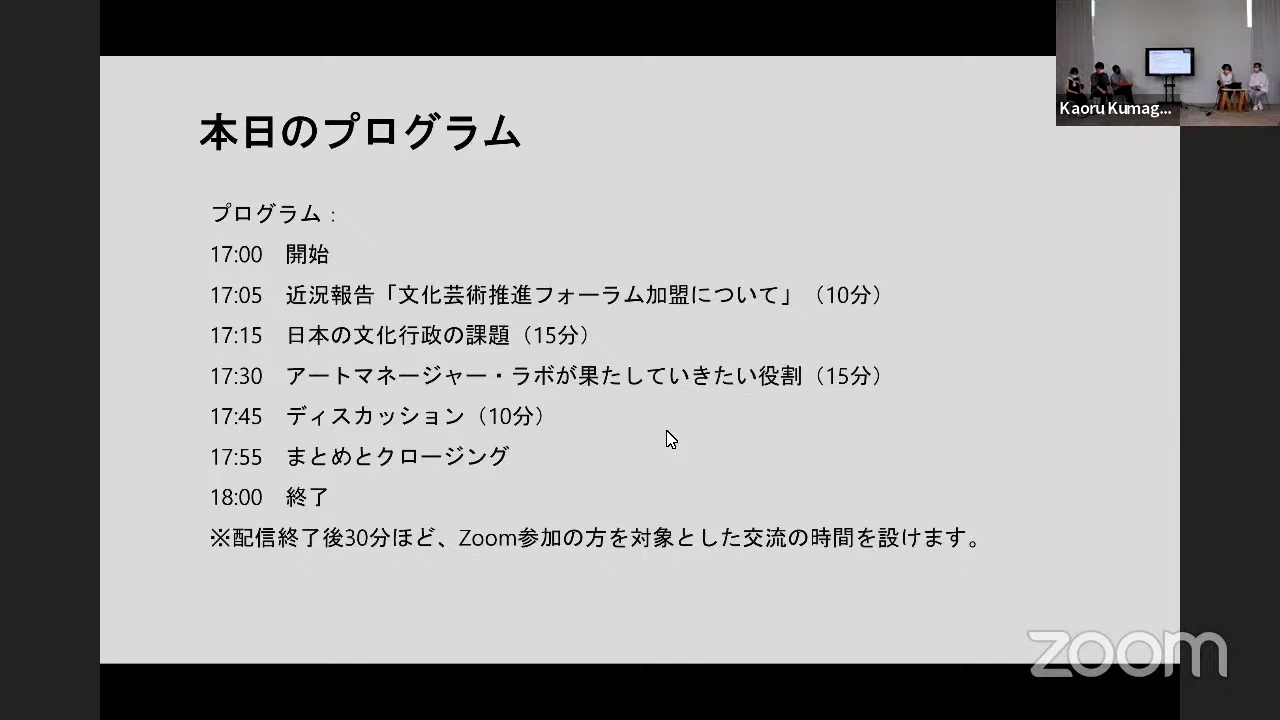 本日のプログラム
プログラム：
17:00 開始
17:05 近況報告「文化芸術推進フォーラム加盟について」（10分）
17:15 日本の文化行政の課題（15分）
17:30 アートマネージャー・ラボが果たしていきたい役割（15分）
17:45 ディスカッション（10分）
17:55 まとめとクロージング
18:00 終了
※配信終了後30分ほど、Zoom参加の方を対象とした交流の時間を設けます。
Kaoru Kumag...
zoom